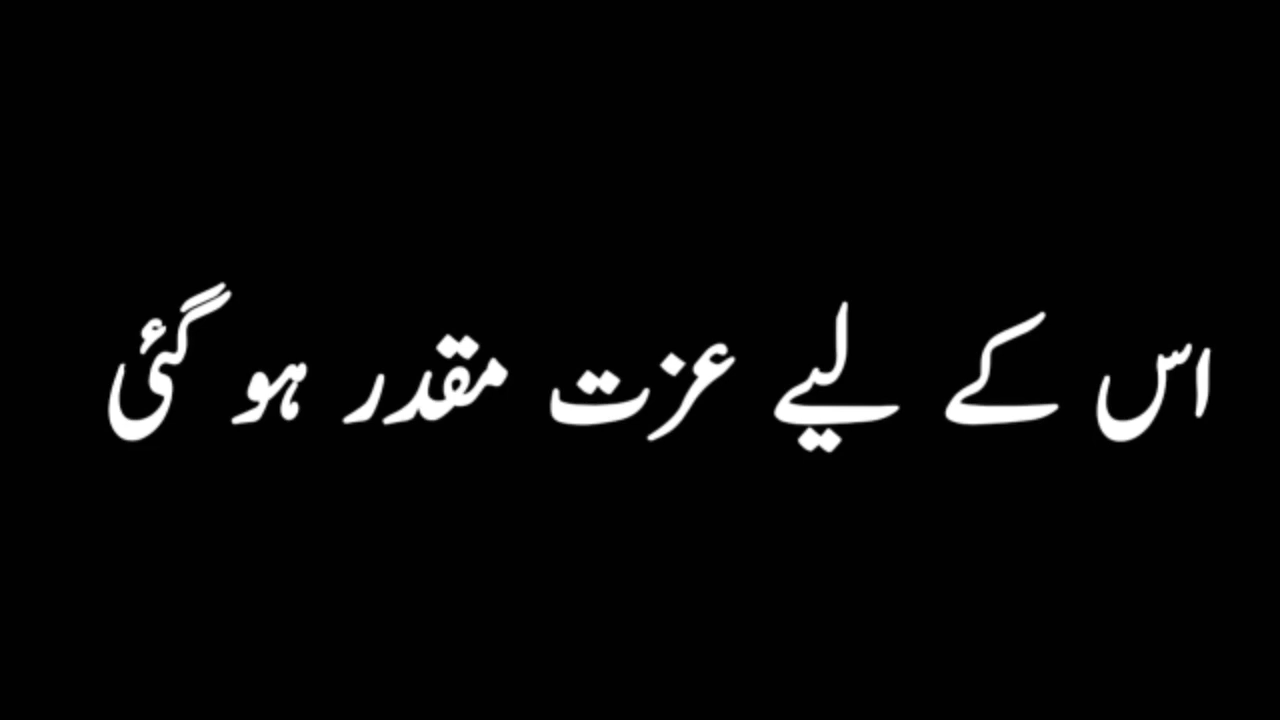 اس کے لیے عزت مقدر ہو گئی